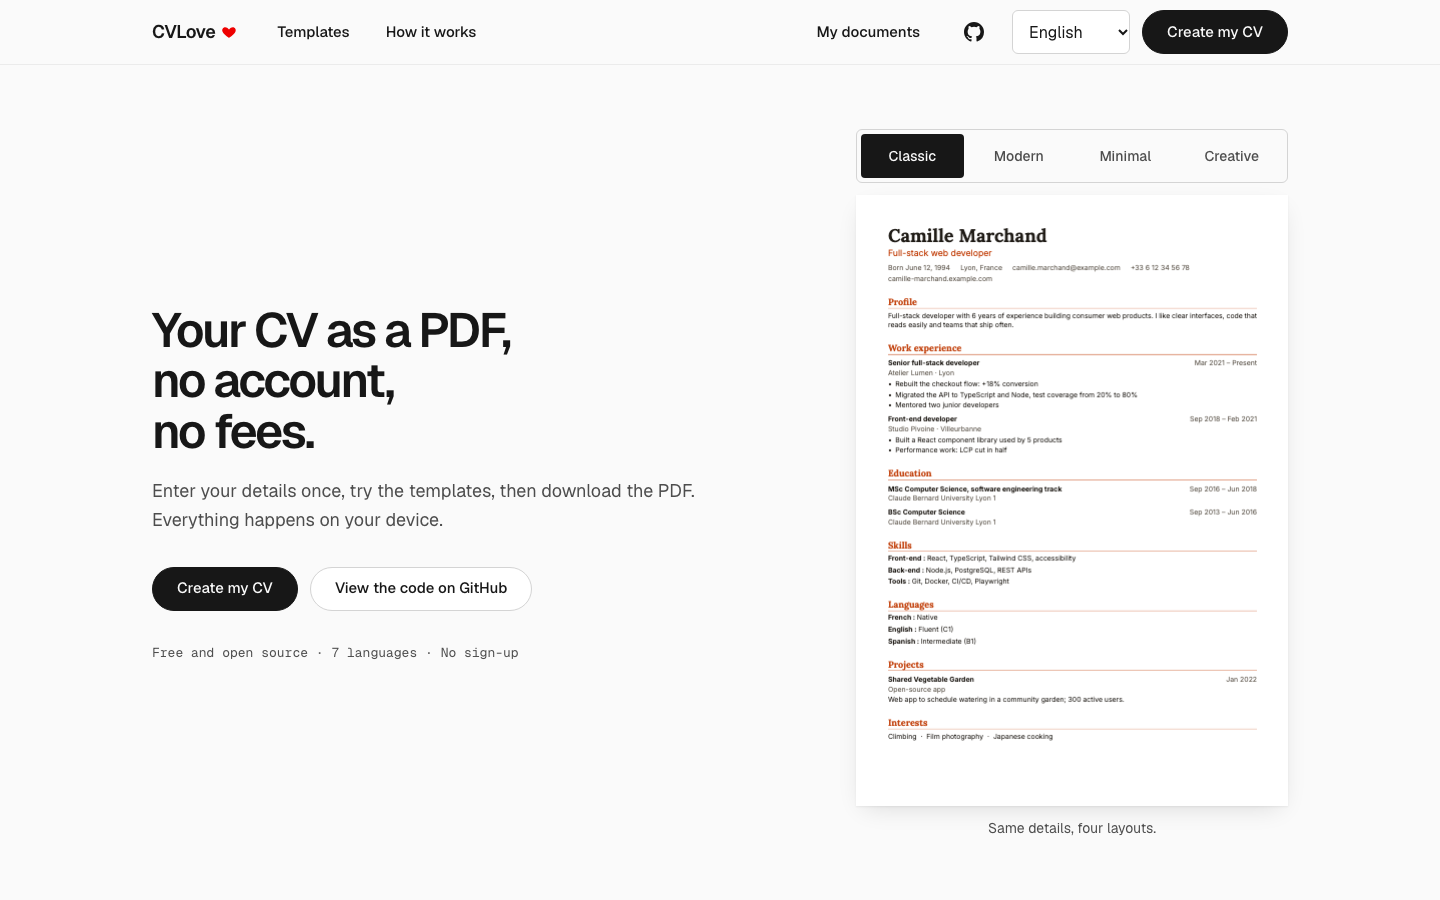 CVLove
Templates
How it works
My documents
English
Create my CV
Your CV as a PDF,
no account,
no fees.
Enter your details once, try the templates, then download the PDF.
Everything happens on your device.
Create my CV
View the code on GitHub
Free and open source · 7 languages · No sign-up
Classic
Modern
Minimal
Creative
Camille Marchand
Full-stack web developer
Born June 12, 1994 Lyon, France camille.marchand@example.com +33 6 12 34 56 78
camille-marchand.example.com
Profile
Full-stack developer with 6 years of experience building consumer web products. I like clear interfaces, code that
reads easily and teams that ship often.
Work experience
Senior full-stack developer Mar 2021 – Present
Atelier Lumen · Lyon
• Rebuilt the checkout flow: +18% conversion
• Migrated the API to TypeScript and Node, test coverage from 20% to 80%
• Mentored two junior developers
Front-end developer Sep 2018 – Feb 2021
Studio Pivoine · Villeurbanne
• Built a React component library used by 5 products
• Performance work: LCP cut in half
Education
MSc Computer Science, software engineering track Sep 2016 – Jun 2018
Claude Bernard University Lyon 1
BSc Computer Science Sep 2013 – Jun 2016
Claude Bernard University Lyon 1
Skills
Front-end : React, TypeScript, Tailwind CSS, accessibility
Back-end : Node.js, PostgreSQL, REST APIs
Tools : Git, Docker, CI/CD, Playwright
Languages
French : Native
English : Fluent (C1)
Spanish : Intermediate (B1)
Projects
Shared Vegetable Garden Jan 2022
Open-source app
Web app to schedule watering in a community garden; 300 active users.
Interests
Climbing · Film photography · Japanese cooking
Same details, four layouts.